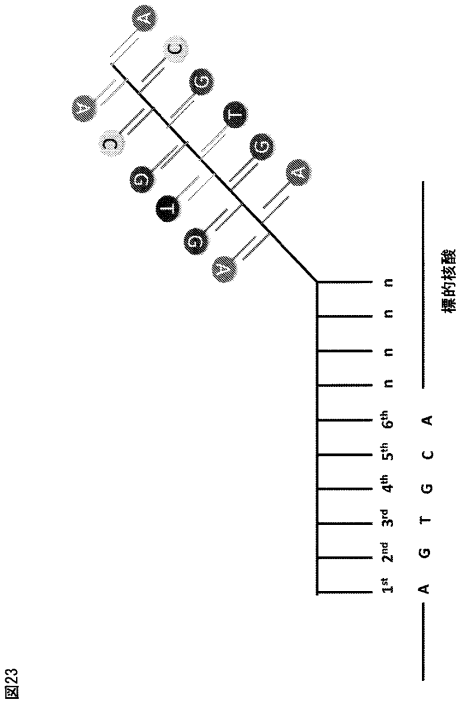 図23
A A
C C
G G
T T
G G
A A
1st 2nd 3rd 4th 5th 6th n n n n
A G T G C A
標的核酸